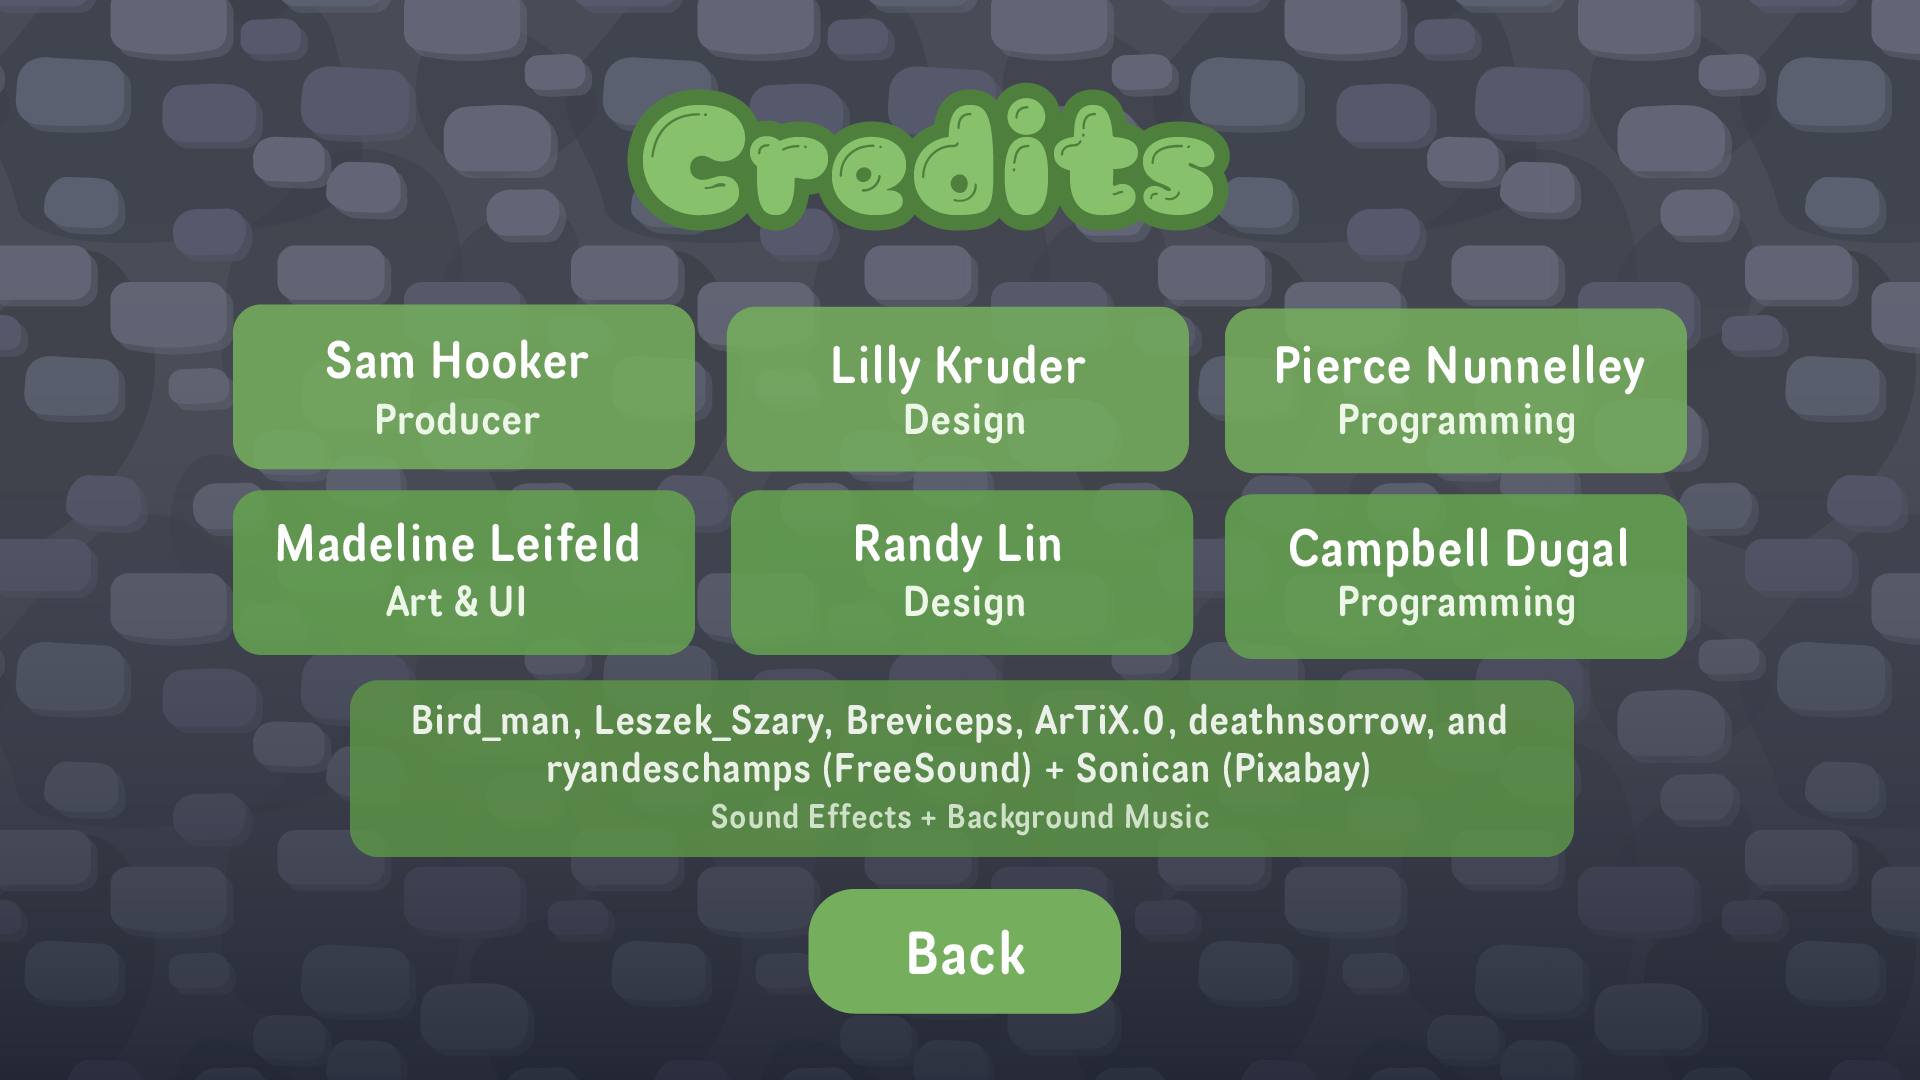 Credits
Sam Hooker
Producer
Lilly Kruder
Design
Pierce Nunnelley
Programming
Madeline Leifeld
Art & UI
Randy Lin
Design
Campbell Dugal
Programming
Bird_man, Leszek_Szary, Breviceps, ArTiX.0, deathnsorrow, and
ryandeschamps (FreeSound) + Sonican (Pixabay)
Sound Effects + Background Music
Back